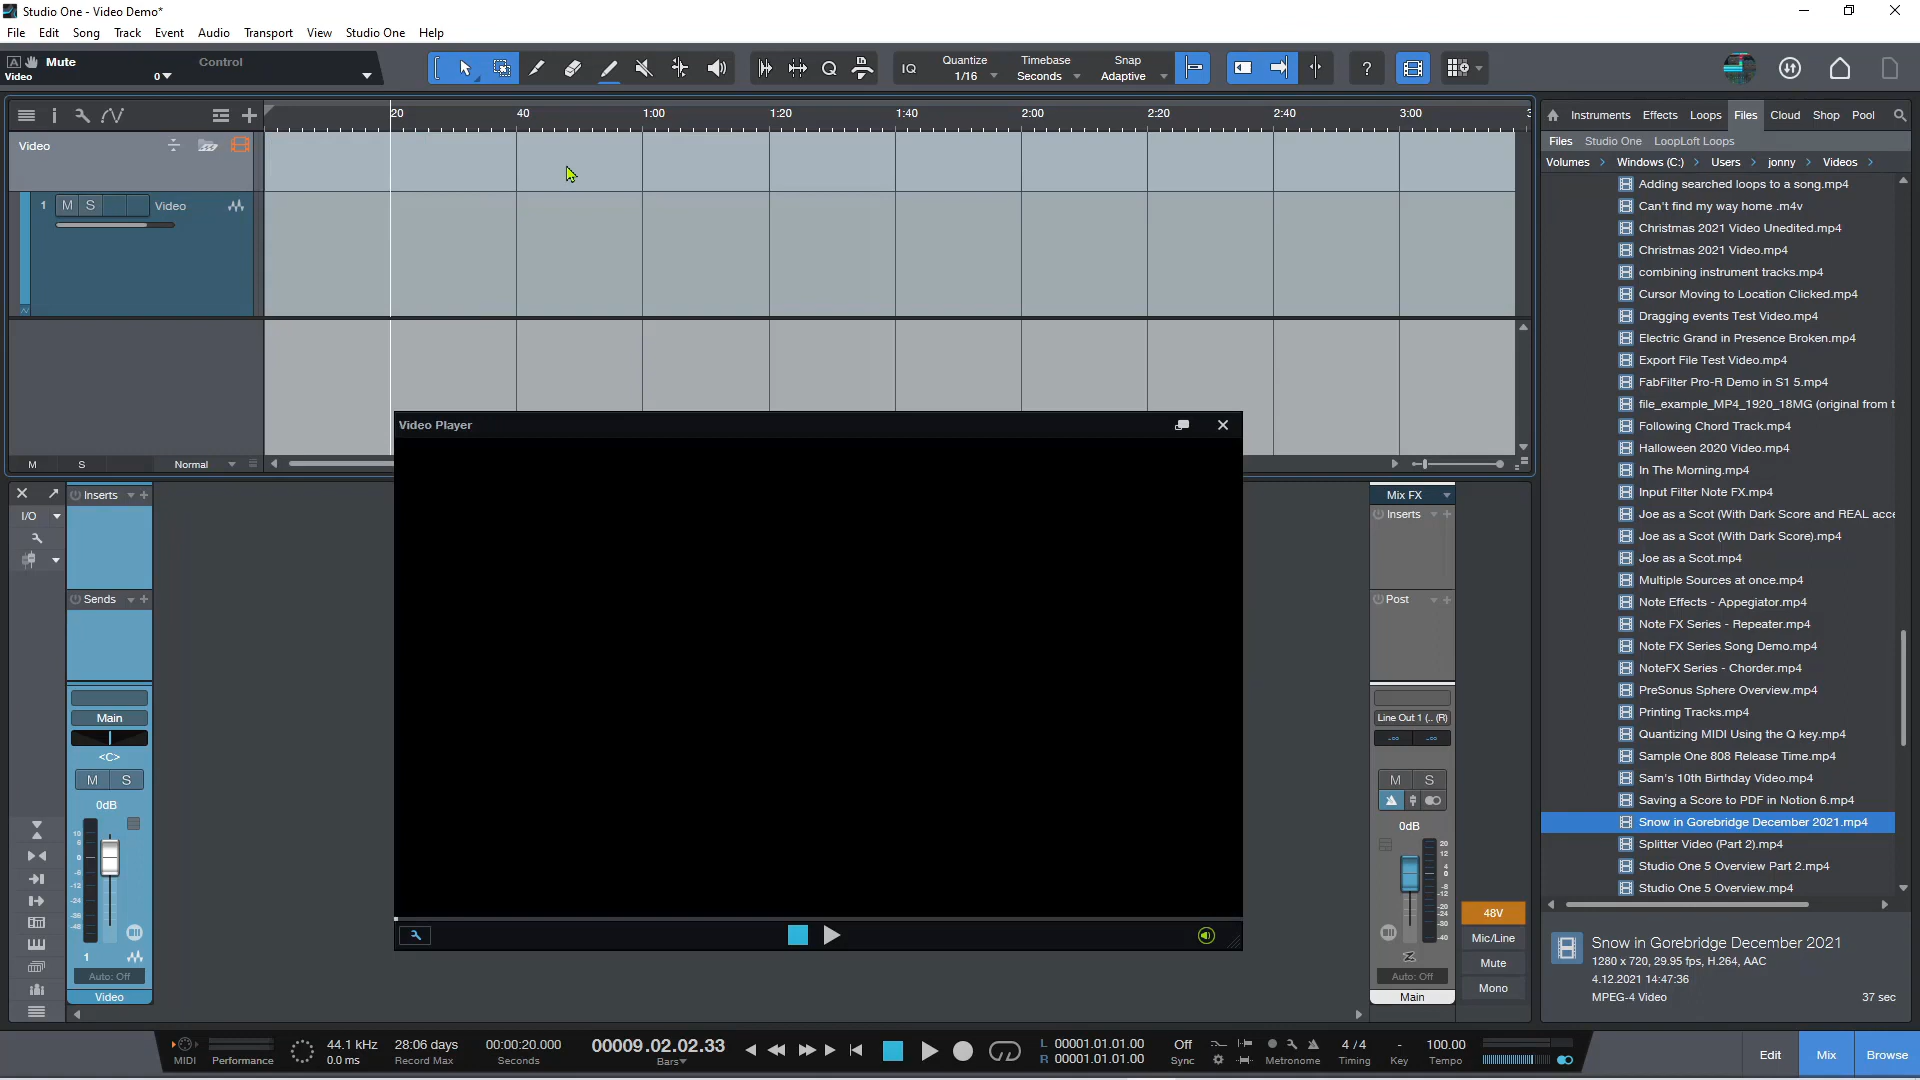 Studio One - Video Demo*
File Edit Song Track Event Audio Transport View Studio One Help
Mute
Video 0
Control
IQ
Quantize
1/16
Timebase
Seconds
Snap
Adaptive
?
20 40 1:00 1:20 1:40 2:00 2:20 2:40 3:00
Video
1 M S Video
M S Normal
Video Player
Instruments Effects Loops Files Cloud Shop Pool
Files Studio One LoopLoft Loops
Volumes Windows (C:) Users jonny Videos
Adding searched loops to a song.mp4
Can't find my way home .m4v
Christmas 2021 Video Unedited.mp4
Christmas 2021 Video.mp4
combining instrument tracks.mp4
Cursor Moving to Location Clicked.mp4
Dragging events Test Video.mp4
Electric Grand in Presence Broken.mp4
Export File Test Video.mp4
FabFilter Pro-R Demo in S1 5.mp4
file_example_MP4_1920_18MG (original from t
Following Chord Track.mp4
Halloween 2020 Video.mp4
In The Morning.mp4
Input Filter Note FX.mp4
Joe as a Scot (With Dark Score and REAL acce
Joe as a Scot (With Dark Score).mp4
Joe as a Scot.mp4
Multiple Sources at once.mp4
Note Effects - Appegiator.mp4
Note FX Series - Repeater.mp4
Note FX Series Song Demo.mp4
NoteFX Series - Chorder.mp4
PreSonus Sphere Overview.mp4
Printing Tracks.mp4
Quantizing MIDI Using the Q key.mp4
Sample One 808 Release Time.mp4
Sam's 10th Birthday Video.mp4
Saving a Score to PDF in Notion 6.mp4
Snow in Gorebridge December 2021.mp4
Splitter Video (Part 2).mp4
Studio One 5 Overview Part 2.mp4
Studio One 5 Overview.mp4
Snow in Gorebridge December 2021
1280 x 720, 29.95 fps, H.264, AAC
4.12.2021 14:47:36
MPEG-4 Video 37 sec
I/O
Inserts
Sends
Main
<C>
M S
0dB
1
Auto: Off
Video
Mix FX
Inserts
Post
Line Out 1 (.. (R)
-∞ -∞
M S
0dB
Auto: Off
Main
48V
Mic/Line
Mute
Mono
MIDI
Performance
44.1 kHz
0.0 ms
28:06 days
Record Max
00:00:20.000
Seconds
00009.02.02.33
Bars
L 00001.01.01.00
R 00001.01.01.00
Off
Sync
Metronome
4 / 4
Timing
-
Key
100.00
Tempo
Edit Mix Browse